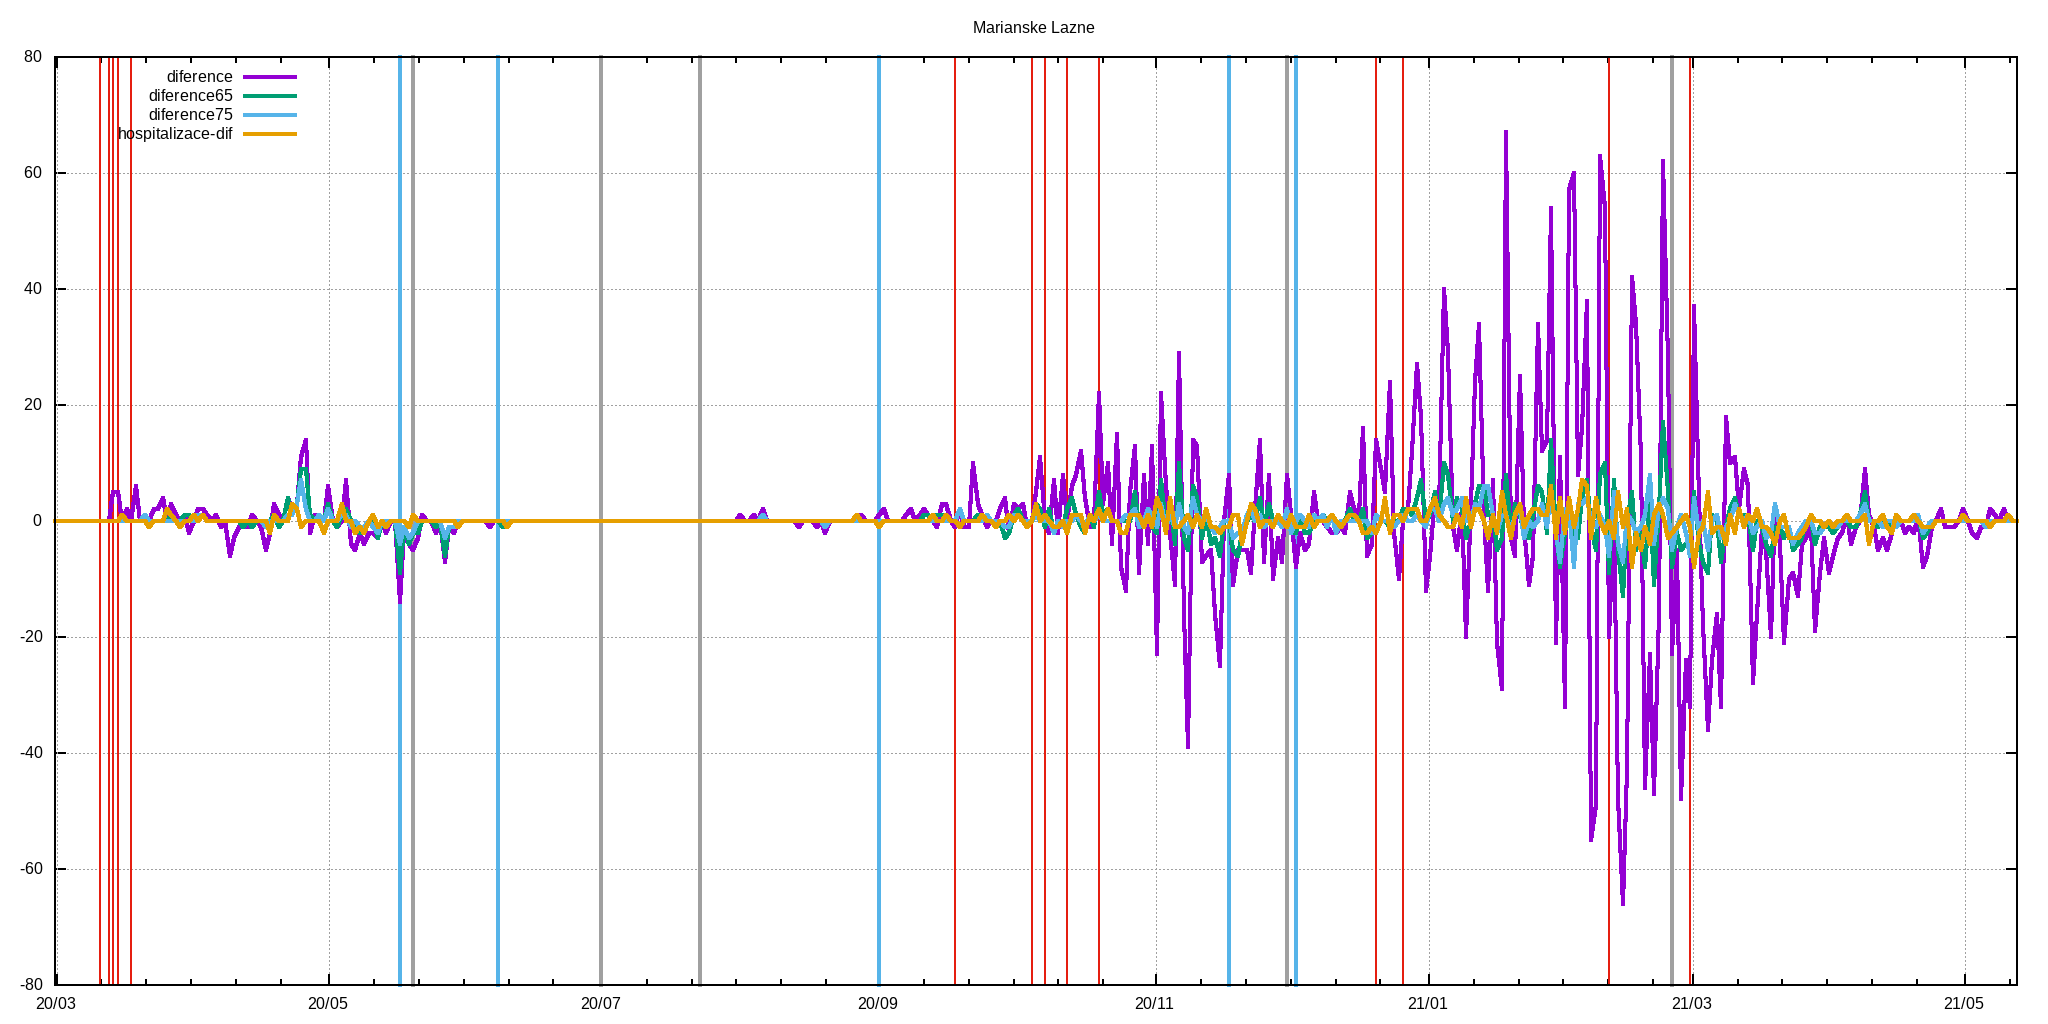 Marianske Lazne
80
60
40
20
0
-20
-40
-60
-80
diference
diference65
diference75
hospitalizace-dif
20/03 20/05 20/07 20/09 20/11 21/01 21/03 21/05